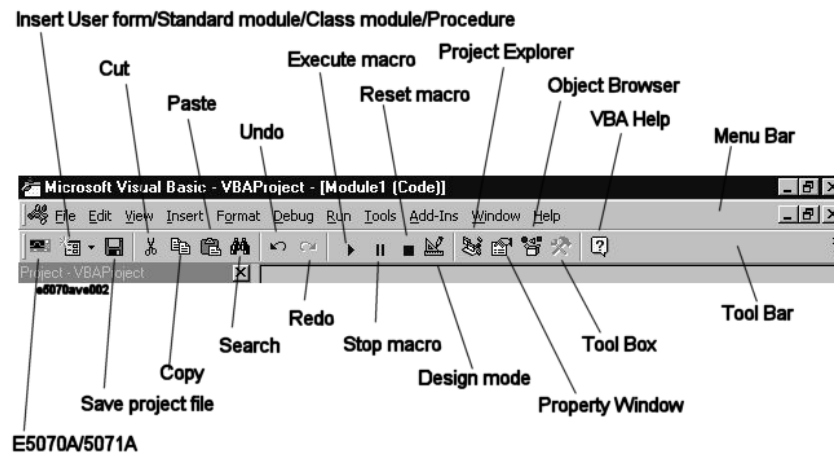 Insert User form/Standard module/Class module/Procedure
Execute macro
Project Explorer
Cut
Reset macro
Object Browser
Paste
VBA Help
Undo
Menu Bar
Microsoft Visual Basic - VBAProject - [Module1 (Code)]
File Edit View Insert Format Debug Run Tools Add-Ins Window Help
Project - VBAProject
e5070ave002
Redo
Tool Bar
Search
Stop macro
Tool Box
Copy
Design mode
Save project file
Property Window
E5070A/5071A